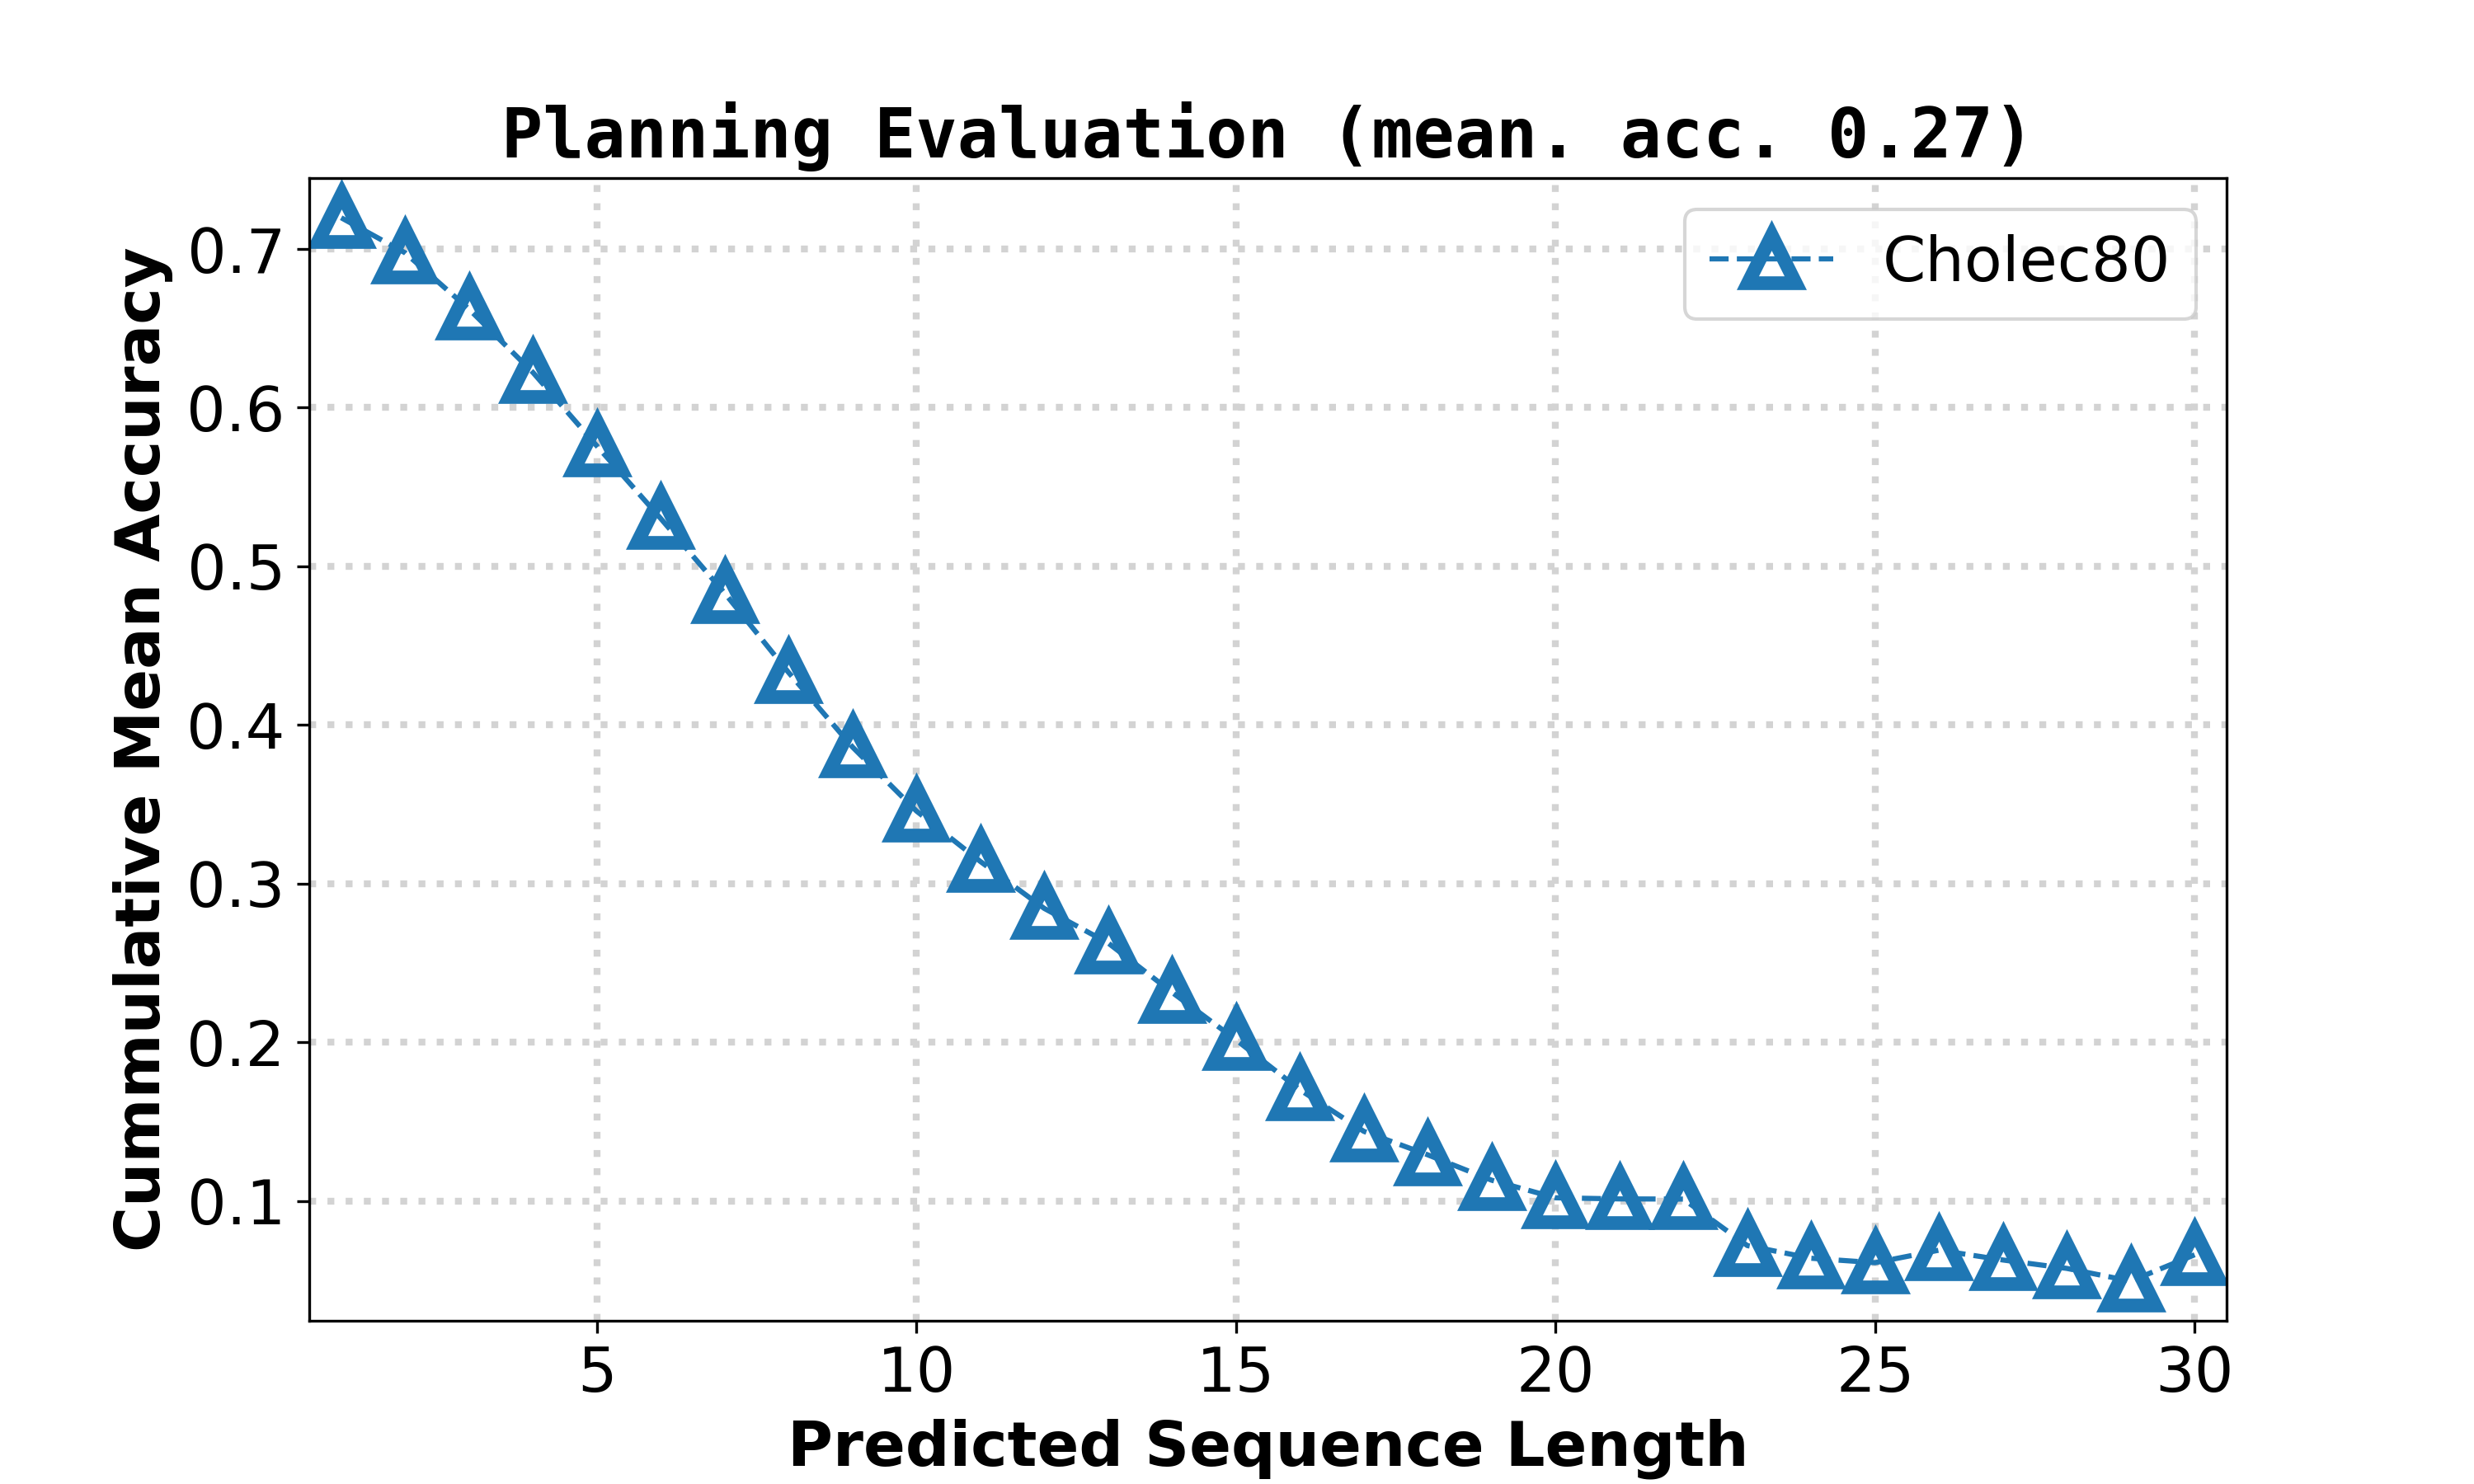 Planning Evaluation (mean. acc. 0.27)
Cummulative Mean Accuracy
0.7
0.6
0.5
0.4
0.3
0.2
0.1
Cholec80
5 10 15 20 25 30
Predicted Sequence Length